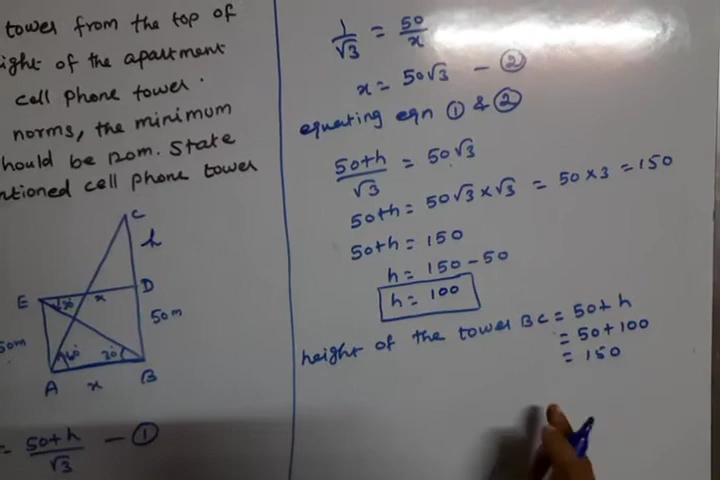 tower from the top of
ight of the apartment
cell phone tower.
norms, the minimum
hould be 120m. State
ntioned cell phone tower
C
h
E 30° x D
50m
50m
60° 30°
A x B
= 50+h/√3 — ①
1/√3 = 50/x
x = 50√3 — ②
equating eqn ① & ②
50+h/√3 = 50√3
50+h = 50√3 × √3 = 50 × 3 = 150
50+h = 150
h = 150 - 50
h = 100
height of the tower BC = 50+h
= 50+100
= 150